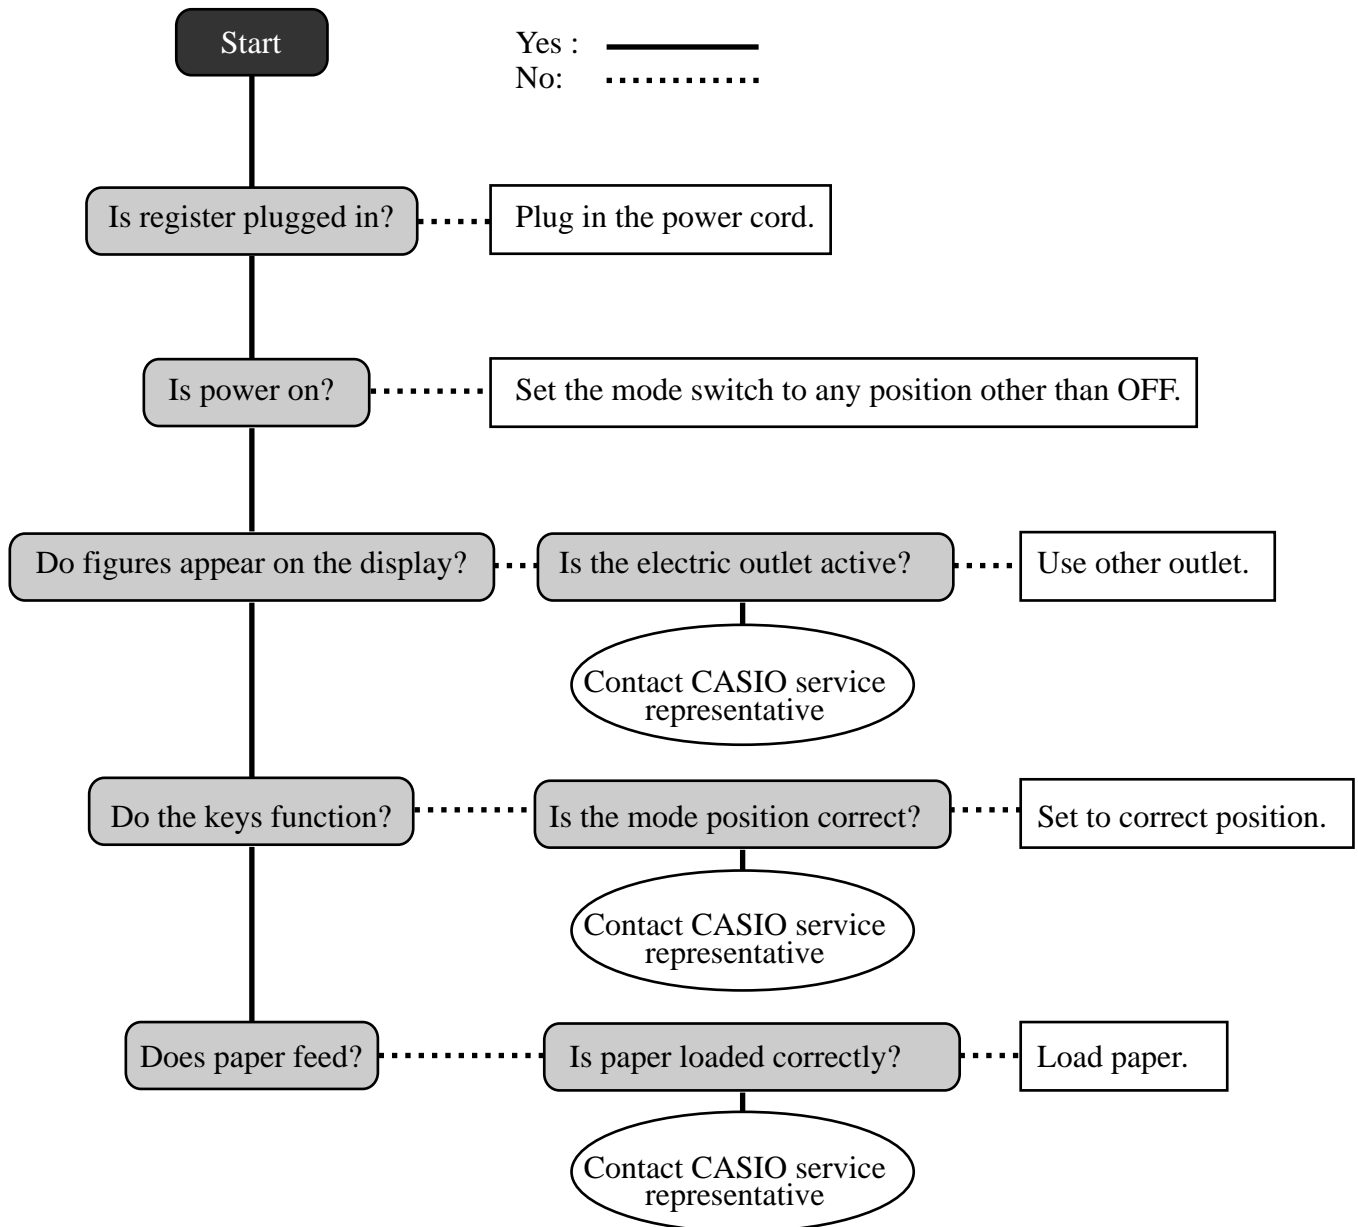 Start
Yes :
No:
Is register plugged in?
Plug in the power cord.
Is power on?
Set the mode switch to any position other than OFF.
Do figures appear on the display?
Is the electric outlet active?
Use other outlet.
Contact CASIO service
representative
Do the keys function?
Is the mode position correct?
Set to correct position.
Contact CASIO service
representative
Does paper feed?
Is paper loaded correctly?
Load paper.
Contact CASIO service
representative